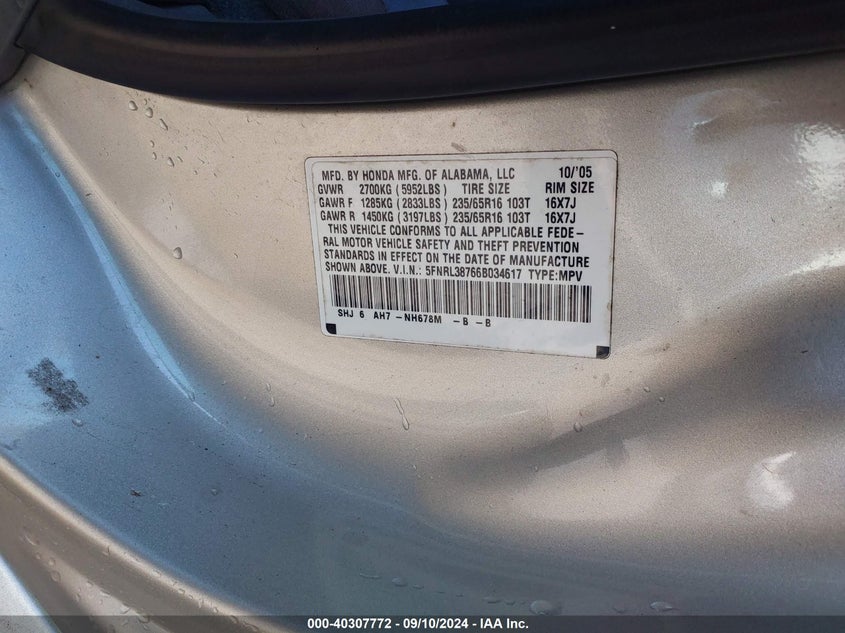 MFD. BY HONDA MFG. OF ALABAMA, LLC 10/'05
GVWR 2700KG (5952LBS) TIRE SIZE RIM SIZE
GAWR F 1285KG (2833LBS) 235/65R16 103T 16X7J
GAWR R 1450KG (3197LBS) 235/65R16 103T 16X7J
THIS VEHICLE CONFORMS TO ALL APPLICABLE FEDE-
RAL MOTOR VEHICLE SAFETY AND THEFT PREVENTION
STANDARDS IN EFFECT ON THE DATE OF MANUFACTURE
SHOWN ABOVE. V.I.N.: 5FNRL38766B034617 TYPE:MPV
SHJ 6 AH7 -NH678M -B -B
000-40307772 - 09/10/2024 - IAA Inc.